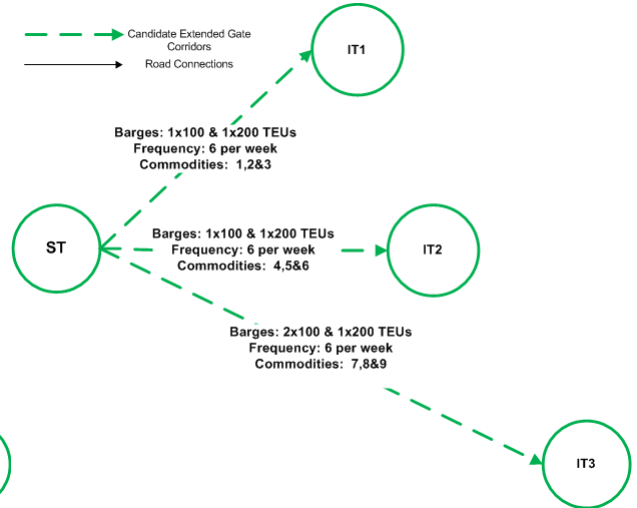 Candidate Extended Gate
Corridors
Road Connections
IT1
Barges: 1x100 & 1x200 TEUs
Frequency: 6 per week
Commodities: 1,2&3
ST
Barges: 1x100 & 1x200 TEUs
Frequency: 6 per week
Commodities: 4,5&6
IT2
Barges: 2x100 & 1x200 TEUs
Frequency: 6 per week
Commodities: 7,8&9
IT3